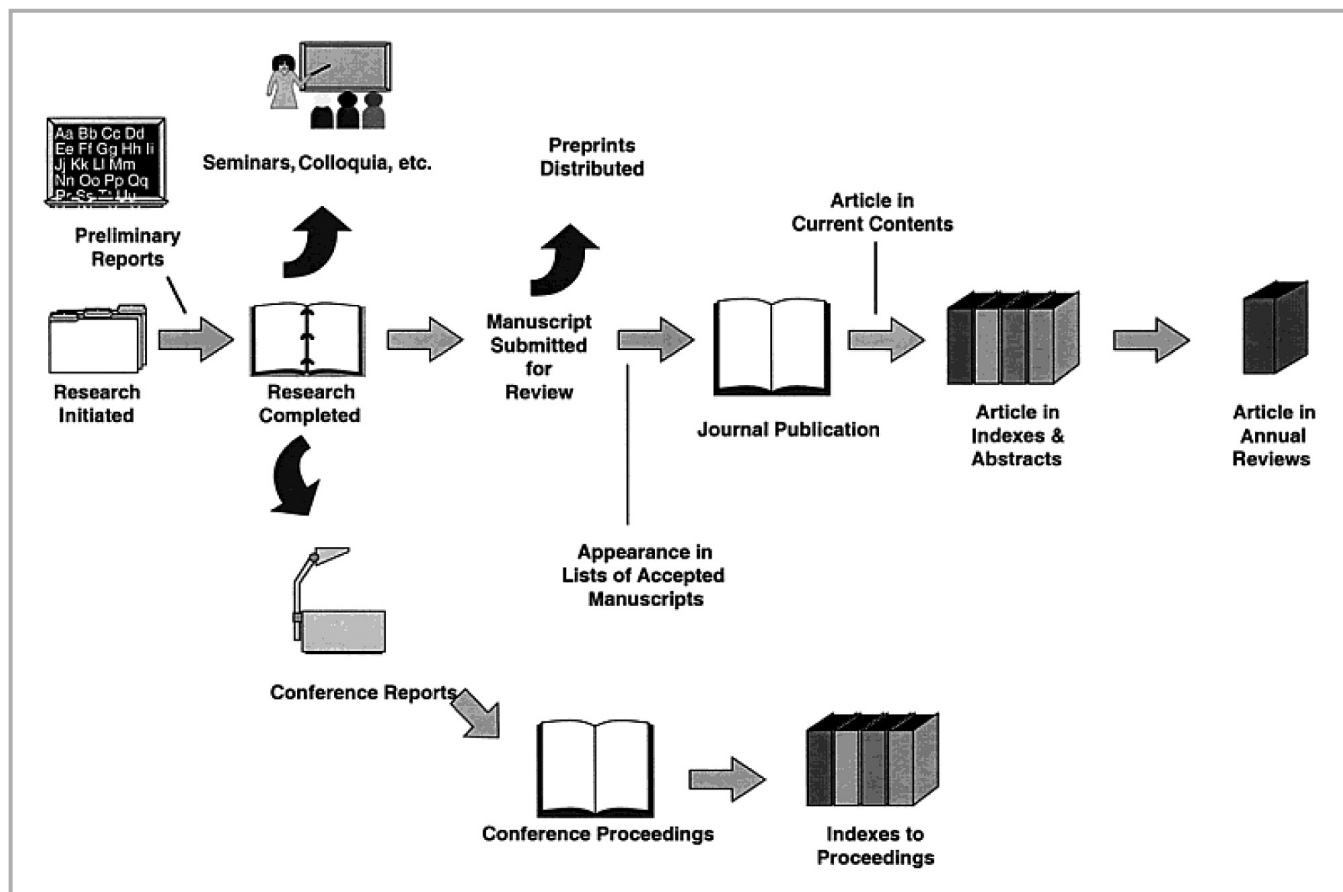 Aa Bb Cc Dd
Ee Ff Gg Hh Ii
Jj Kk Ll Mm
Nn Oo Pp Qq
Seminars, Colloquia, etc.
Preprints
Distributed
Article in
Current Contents
Preliminary
Reports
Research
Initiated
Research
Completed
Manuscript
Submitted
for
Review
Journal Publication
Article in
Indexes &
Abstracts
Article in
Annual
Reviews
Appearance in
Lists of Accepted
Manuscripts
Conference Reports
Conference Proceedings
Indexes to
Proceedings